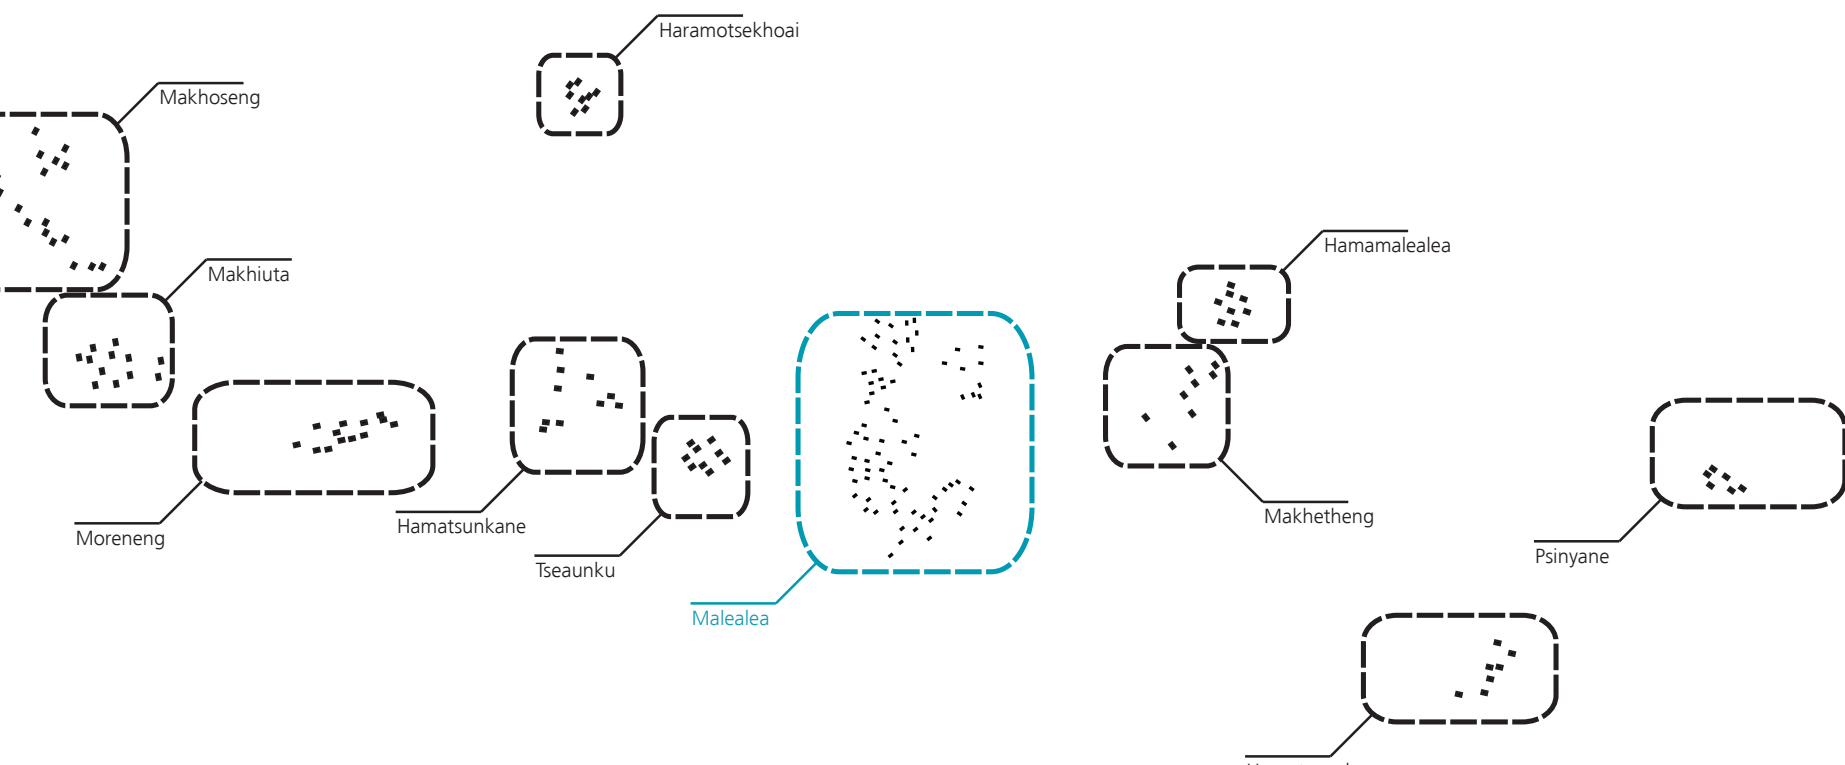 Haramotsekhoai
Makhoseng
Hamamalealea
Makhiuta
Hamatsunkane
Makhetheng
Moreneng
Psinyane
Tseaunku
Malealea